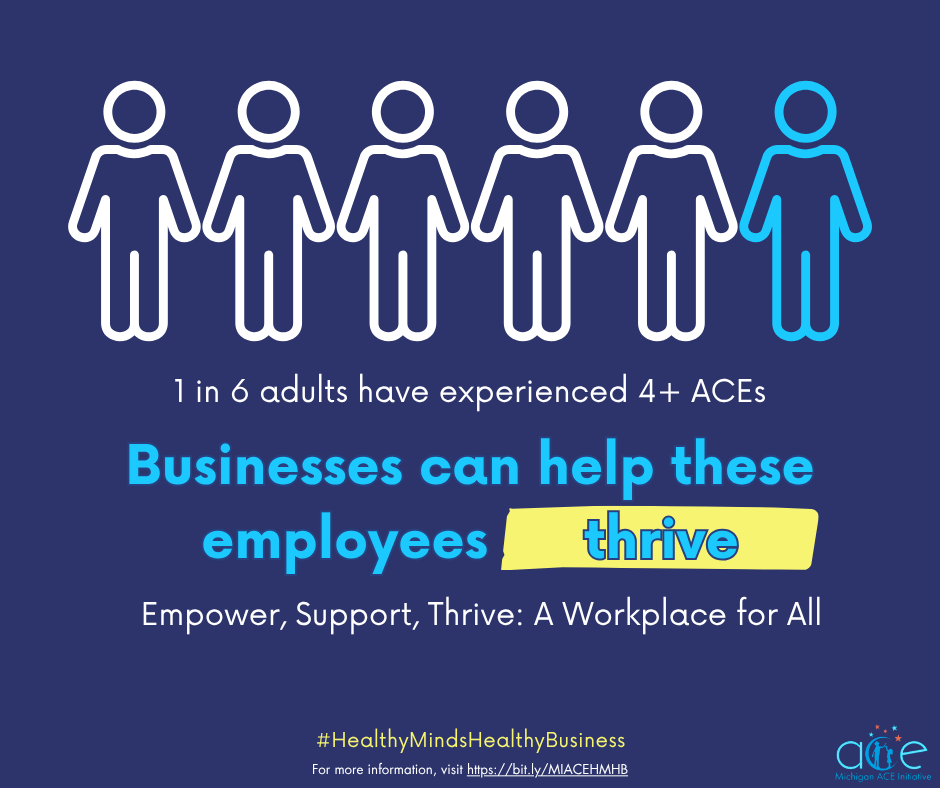 1 in 6 adults have experienced 4+ ACEs
Businesses can help these
employees thrive
Empower, Support, Thrive: A Workplace for All
#HealthyMindsHealthyBusiness
For more information, visit https://bit.ly/MIACEHMHB
ace
Michigan ACE Initiative